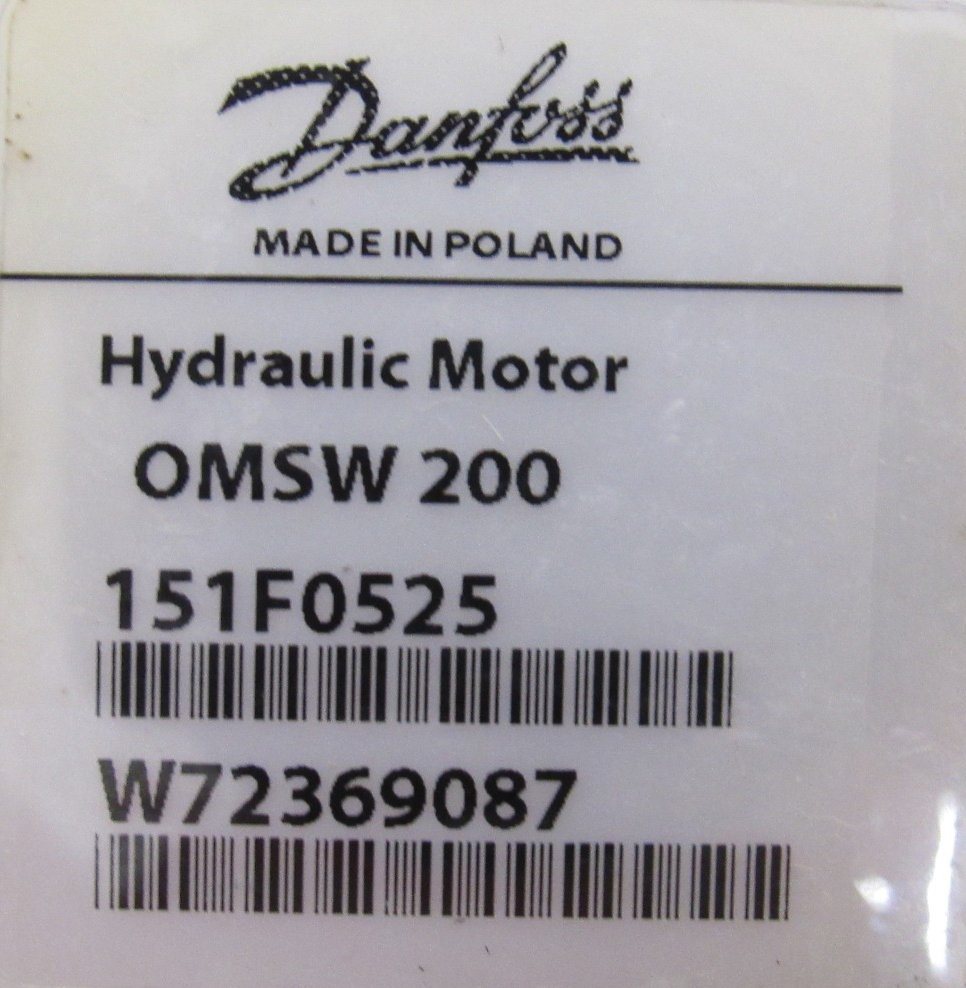 Danfoss
MADE IN POLAND
Hydraulic Motor
OMSW 200
151F0525
W72369087